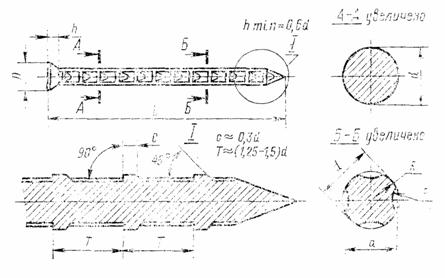 h
А
Б
h min=0,6d
I
А-А увеличено
D
А
Б
L
d
c
I
c≈0,3d
T≈(1,25-1,5)d
Б-Б увеличено
90°
45°
d
R
T
T
a